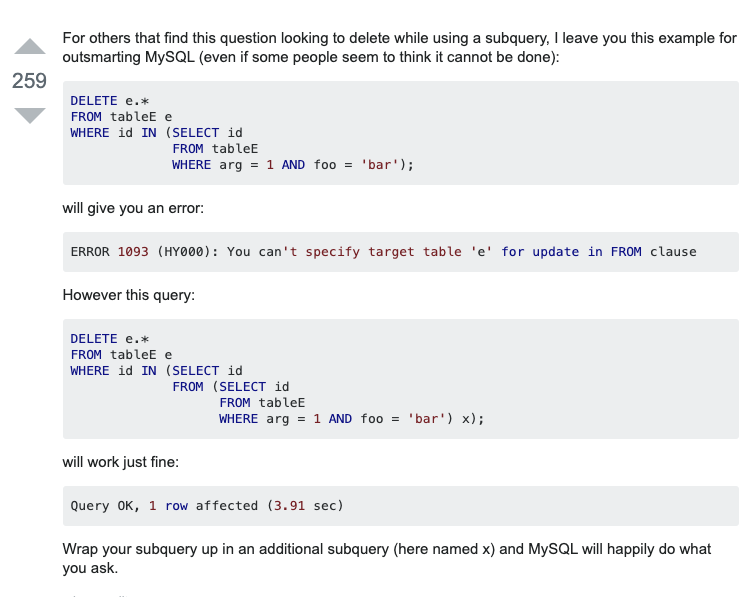 For others that find this question looking to delete while using a subquery, I leave you this example for
outsmarting MySQL (even if some people seem to think it cannot be done):
259
DELETE e.*
FROM tableE e
WHERE id IN (SELECT id
             FROM tableE
             WHERE arg = 1 AND foo = 'bar');
will give you an error:
ERROR 1093 (HY000): You can't specify target table 'e' for update in FROM clause
However this query:
DELETE e.*
FROM tableE e
WHERE id IN (SELECT id
             FROM (SELECT id
                   FROM tableE
                   WHERE arg = 1 AND foo = 'bar') x);
will work just fine:
Query OK, 1 row affected (3.91 sec)
Wrap your subquery up in an additional subquery (here named x) and MySQL will happily do what
you ask.